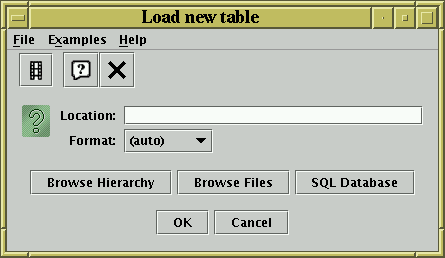 Load new table
File Examples Help
Location:
Format: (auto)
Browse Hierarchy Browse Files SQL Database
OK Cancel